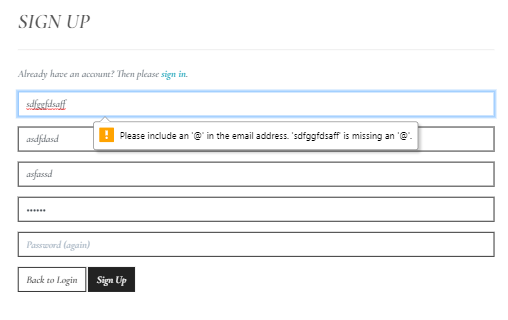 SIGN UP
Already have an account? Then please sign in.
sdfggfdsaff
Please include an '@' in the email address. 'sdfggfdsaff' is missing an '@'.
asdfdasd
asfassd
••••••
Password (again)
Back to Login Sign Up